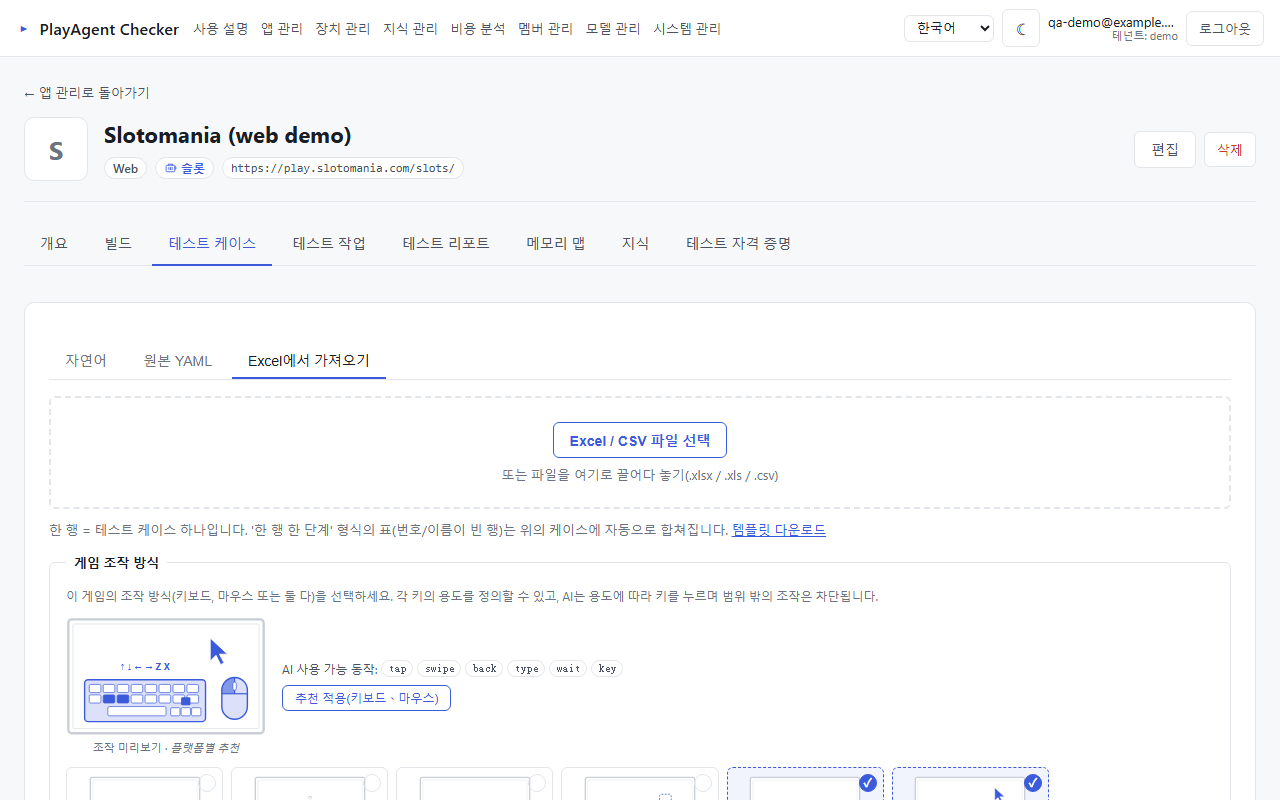 PlayAgent Checker 사용 설명 앱 관리 장치 관리 지식 관리 비용 분석 멤버 관리 모델 관리 시스템 관리 한국어 qa-demo@example.... 로그아웃
테넌트: demo
← 앱 관리로 돌아가기
S
Slotomania (web demo)
Web 슬롯 https://play.slotomania.com/slots/
편집 삭제
개요 빌드 테스트 케이스 테스트 작업 테스트 리포트 메모리 맵 지식 테스트 자격 증명
자연어 원본 YAML Excel에서 가져오기
Excel / CSV 파일 선택
또는 파일을 여기로 끌어다 놓기(.xlsx / .xls / .csv)
한 행 = 테스트 케이스 하나입니다. '한 행 한 단계' 형식의 표(번호/이름이 빈 행)는 위의 케이스에 자동으로 합쳐집니다. 템플릿 다운로드
게임 조작 방식
이 게임의 조작 방식(키보드, 마우스 또는 둘 다)을 선택하세요. 각 키의 용도를 정의할 수 있고, AI는 용도에 따라 키를 누르며 범위 밖의 조작은 차단됩니다.
↑↓←→ZX
AI 사용 가능 동작: tap swipe back type wait key
추천 적용(키보드、마우스)
조작 미리보기 · 플랫폼별 추천